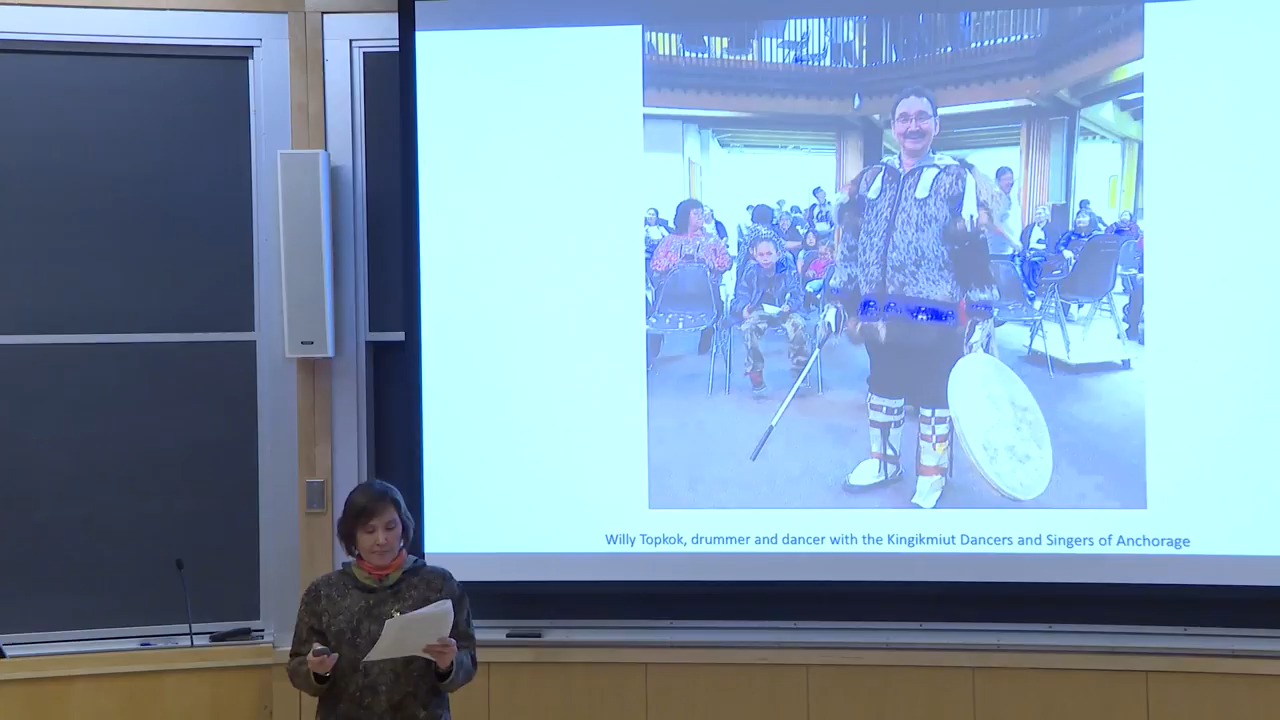 Willy Topkok, drummer and dancer with the Kingikmiut Dancers and Singers of Anchorage